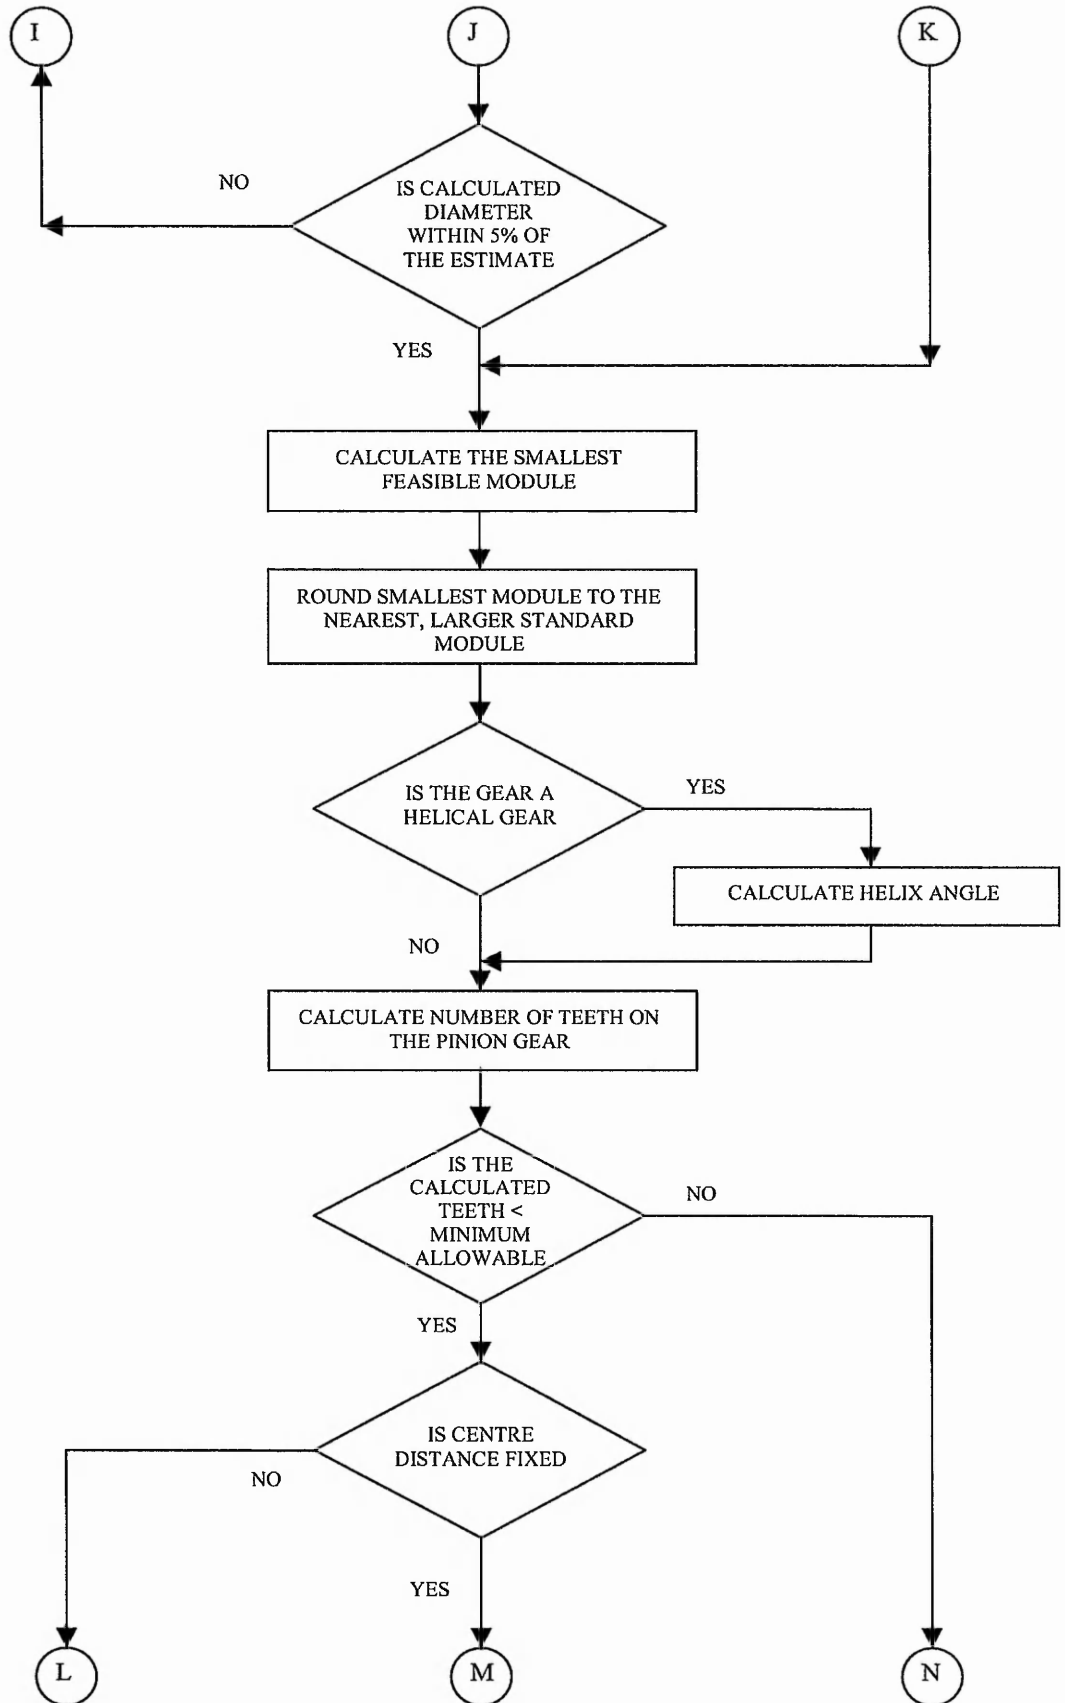 I
J
K
NO
IS CALCULATED
DIAMETER
WITHIN 5% OF
THE ESTIMATE
YES
CALCULATE THE SMALLEST
FEASIBLE MODULE
ROUND SMALLEST MODULE TO THE
NEAREST, LARGER STANDARD
MODULE
IS THE GEAR A
HELICAL GEAR
YES
CALCULATE HELIX ANGLE
NO
CALCULATE NUMBER OF TEETH ON
THE PINION GEAR
IS THE
CALCULATED
TEETH <
MINIMUM
ALLOWABLE
NO
YES
IS CENTRE
DISTANCE FIXED
NO
YES
L
M
N